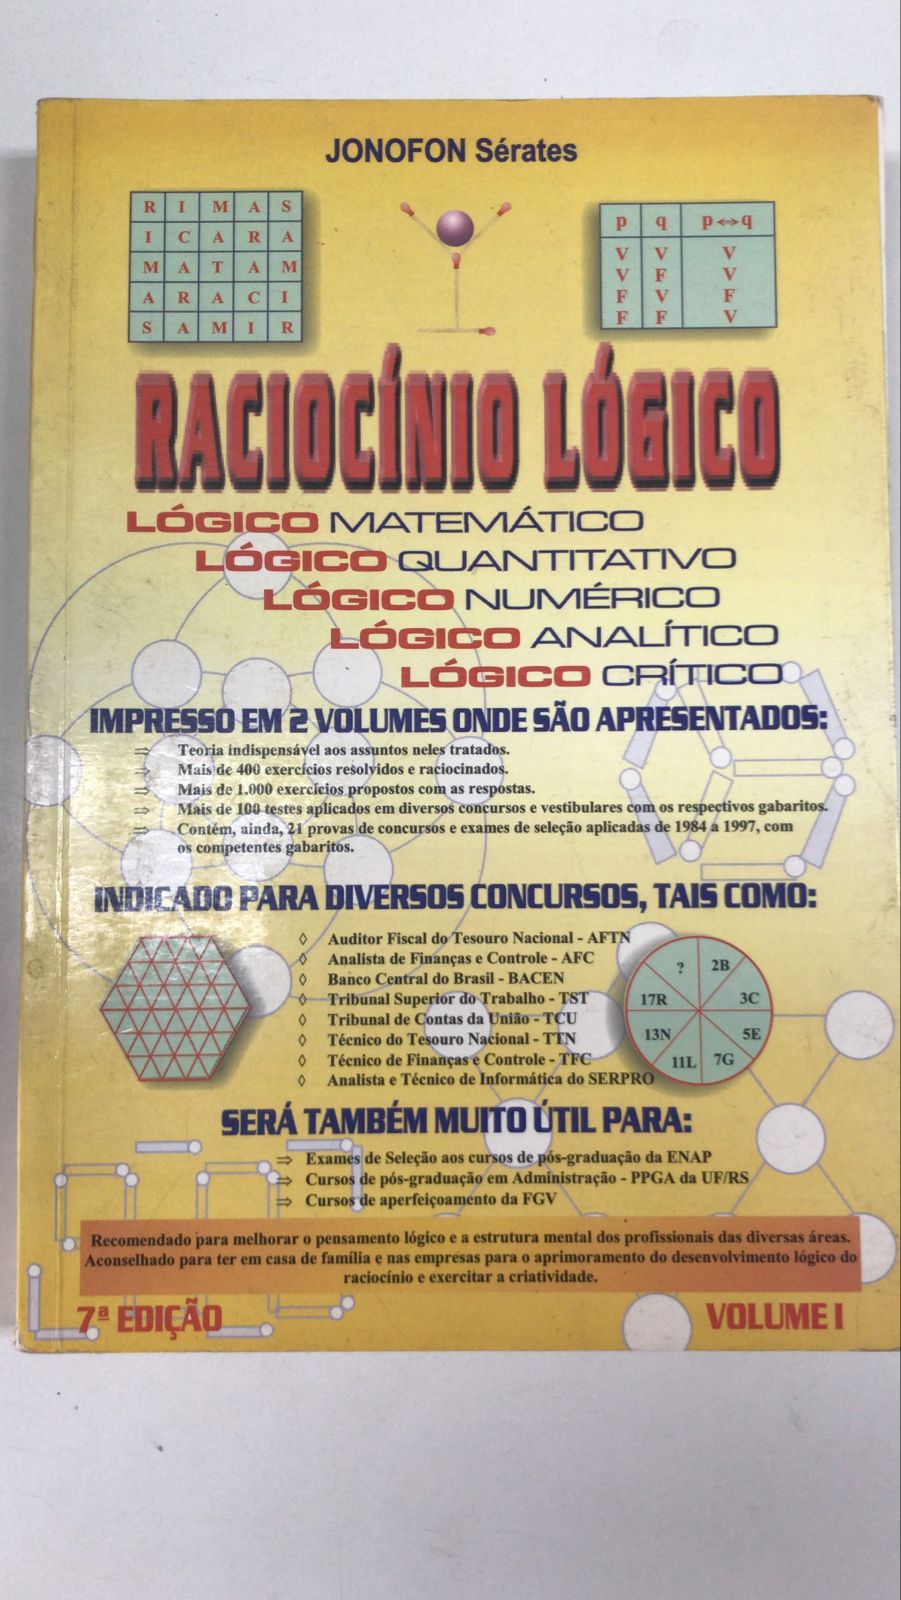 JONOFON Sérates
R I M A S
I C A R A
M A T A M
A R A C I
S A M I R
p q p↔q
V V V
V F V
F V F
F F V
RACIOCÍNIO LÓGICO
LÓGICO MATEMÁTICO
LÓGICO QUANTITATIVO
LÓGICO NUMÉRICO
LÓGICO ANALÍTICO
LÓGICO CRÍTICO
IMPRESSO EM 2 VOLUMES ONDE SÃO APRESENTADOS:
⇒ Teoria indispensável aos assuntos neles tratados.
⇒ Mais de 400 exercícios resolvidos e raciocinados.
⇒ Mais de 1.000 exercícios propostos com as respostas.
⇒ Mais de 100 testes aplicados em diversos concursos e vestibulares com os respectivos gabaritos.
⇒ Contém, ainda, 21 provas de concursos e exames de seleção aplicadas de 1984 a 1997, com
os competentes gabaritos.
INDICADO PARA DIVERSOS CONCURSOS, TAIS COMO:
◊ Auditor Fiscal do Tesouro Nacional - AFTN
◊ Analista de Finanças e Controle - AFC
◊ Banco Central do Brasil - BACEN
◊ Tribunal Superior do Trabalho - TST
◊ Tribunal de Contas da União - TCU
◊ Técnico do Tesouro Nacional - TTN
◊ Técnico de Finanças e Controle - TFC
◊ Analista e Técnico de Informática do SERPRO
? 2B
17R 3C
13N 5E
11L 7G
SERÁ TAMBÉM MUITO ÚTIL PARA:
⇒ Exames de Seleção aos cursos de pós-graduação da ENAP
⇒ Cursos de pós-graduação em Administração - PPGA da UF/RS
⇒ Cursos de aperfeiçoamento da FGV
Recomendado para melhorar o pensamento lógico e a estrutura mental dos profissionais das diversas áreas.
Aconselhado para ter em casa de família e nas empresas para o aprimoramento do desenvolvimento lógico do
raciocínio e exercitar a criatividade.
7ª EDIÇÃO
VOLUME I